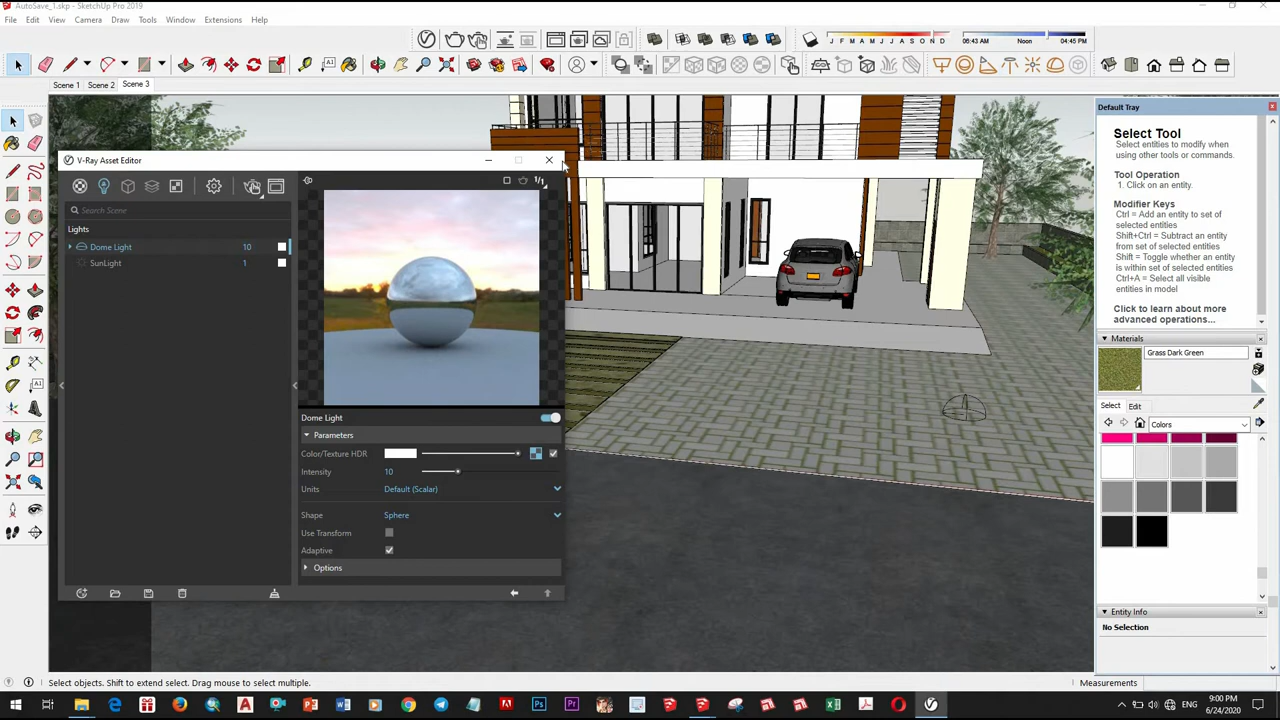 AutoSave_1.skp - SketchUp Pro 2019
File Edit View Camera Draw Tools Window Extensions Help
J F M A M J J A S O N D
06:43 AM Noon 04:45 PM
Scene 1 Scene 2 Scene 3
V-Ray Asset Editor
1/1
Search Scene
Lights
Dome Light 10
SunLight 1
Dome Light
Parameters
Color/Texture HDR
Intensity 10
Units Default (Scalar)
Shape Sphere
Use Transform
Adaptive
Options
Default Tray
Select Tool
Select entities to modify when
using other tools or commands.
Tool Operation
1. Click on an entity.
Modifier Keys
Ctrl = Add an entity to set of
selected entities
Shift+Ctrl = Subtract an entity
from set of selected entities
Shift = Toggle whether an entity
is within set of selected entities
Ctrl+A = Select all visible
entities in model
Click to learn about more
advanced operations...
Materials
Grass Dark Green
Select Edit
Colors
Entity Info
No Selection
Select objects. Shift to extend select. Drag mouse to select multiple.
Measurements
ENG
9:00 PM
6/24/2020